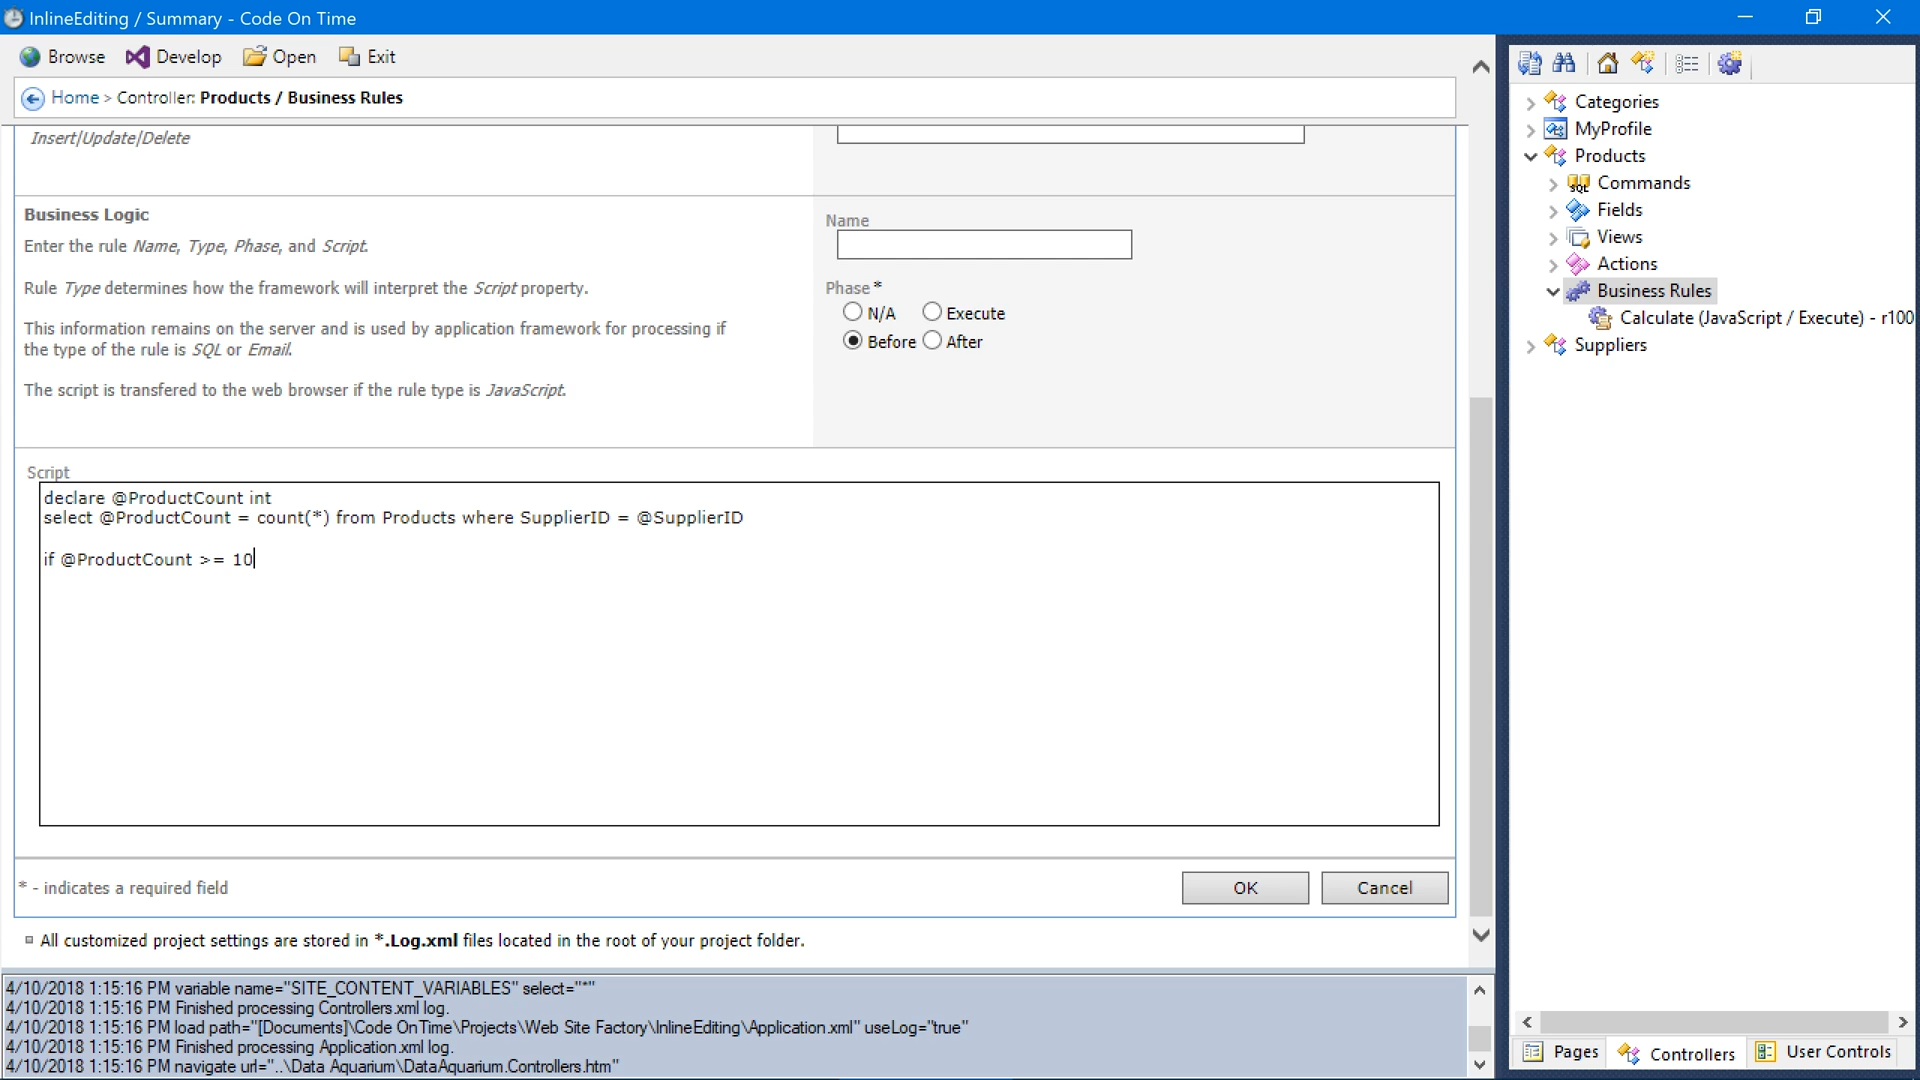 InlineEditing / Summary - Code On Time
Browse Develop Open Exit
Home > Controller: Products / Business Rules
Insert|Update|Delete
Business Logic
Enter the rule Name, Type, Phase, and Script.
Rule Type determines how the framework will interpret the Script property.
This information remains on the server and is used by application framework for processing if
the type of the rule is SQL or Email.
The script is transfered to the web browser if the rule type is JavaScript.
Name
Phase *
N/A Execute
Before After
Script
declare @ProductCount int
select @ProductCount = count(*) from Products where SupplierID = @SupplierID
if @ProductCount >= 10
* - indicates a required field
OK Cancel
All customized project settings are stored in *.Log.xml files located in the root of your project folder.
4/10/2018 1:15:16 PM variable name="SITE_CONTENT_VARIABLES" select="*"
4/10/2018 1:15:16 PM Finished processing Controllers.xml log.
4/10/2018 1:15:16 PM load path="[Documents]\Code OnTime\Projects\Web Site Factory\InlineEditing\Application.xml" useLog="true"
4/10/2018 1:15:16 PM Finished processing Application.xml log.
4/10/2018 1:15:16 PM navigate url="..\Data Aquarium\DataAquarium.Controllers.htm"
Categories
MyProfile
Products
SQL Commands
Fields
Views
Actions
Business Rules
Calculate (JavaScript / Execute) - r100
Suppliers
Pages Controllers User Controls